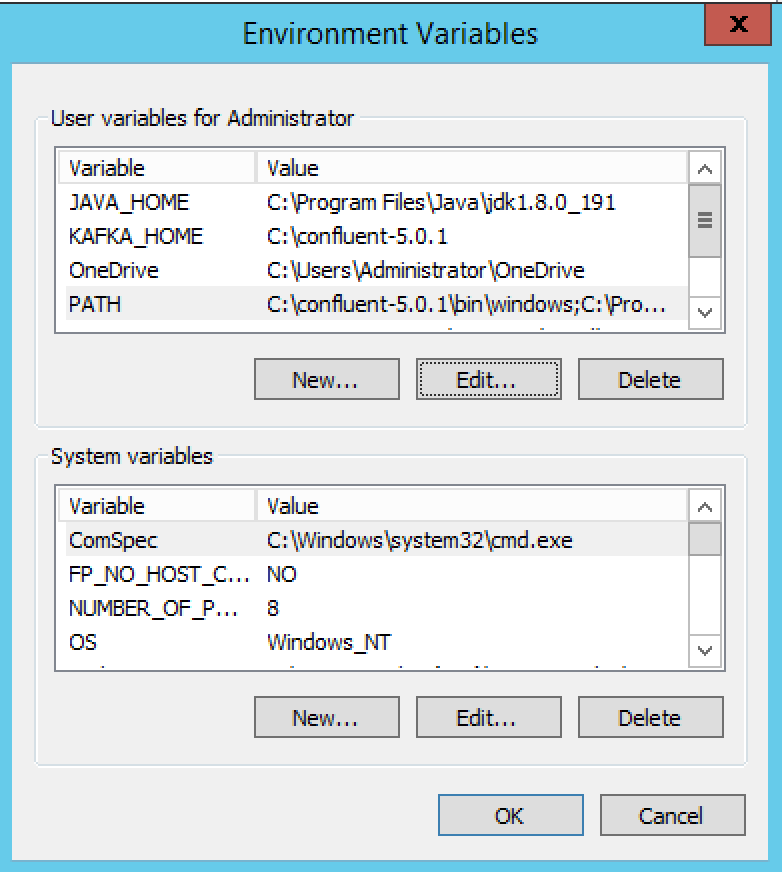 Environment Variables
x
User variables for Administrator
Variable Value
JAVA_HOME C:\Program Files\Java\jdk1.8.0_191
KAFKA_HOME C:\confluent-5.0.1
OneDrive C:\Users\Administrator\OneDrive
PATH C:\confluent-5.0.1\bin\windows;C:\Pro...
New... Edit... Delete
System variables
Variable Value
ComSpec C:\Windows\system32\cmd.exe
FP_NO_HOST_C... NO
NUMBER_OF_P... 8
OS Windows_NT
New... Edit... Delete
OK Cancel